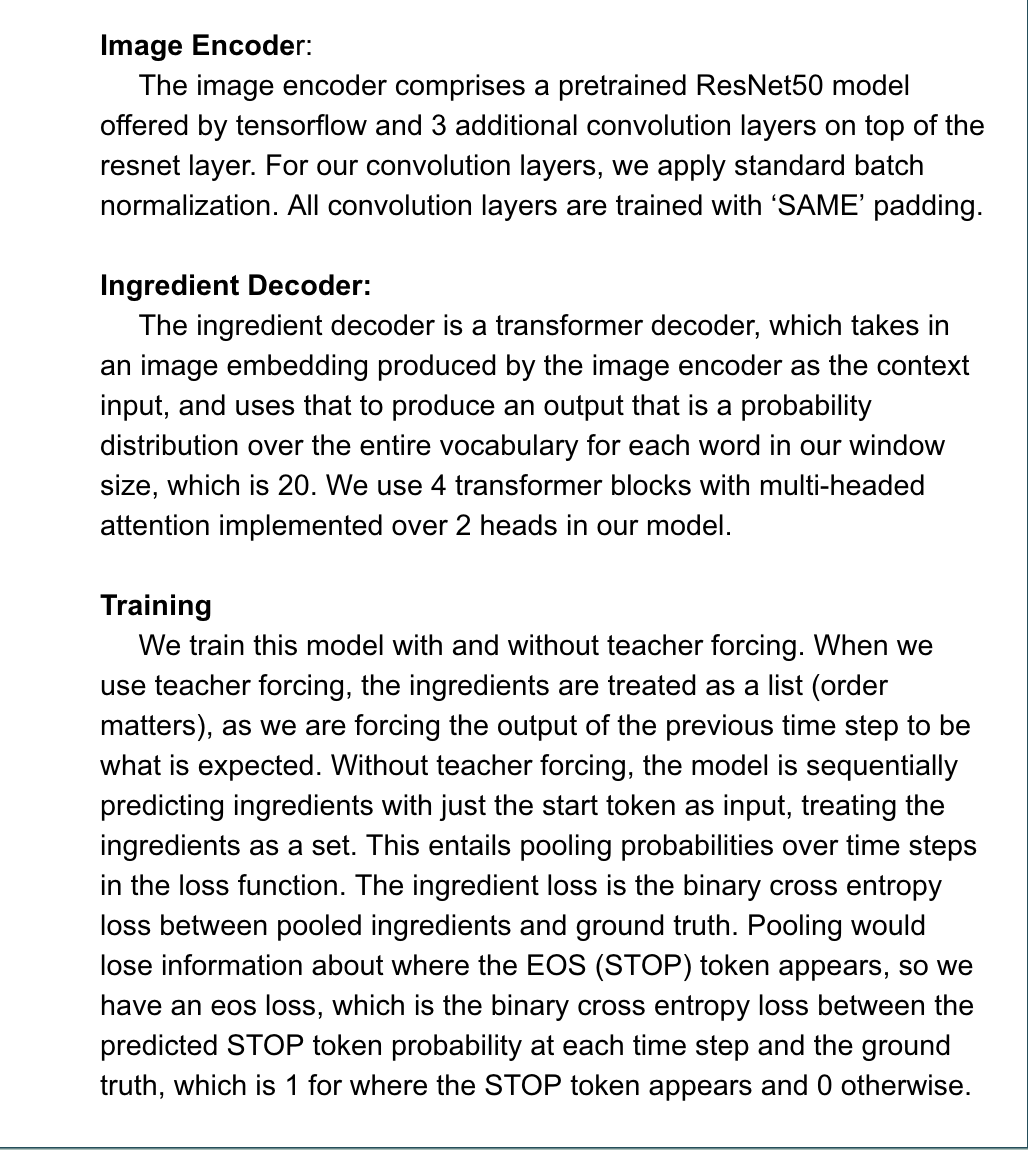 Image Encoder:
The image encoder comprises a pretrained ResNet50 model
offered by tensorflow and 3 additional convolution layers on top of the
resnet layer. For our convolution layers, we apply standard batch
normalization. All convolution layers are trained with ‘SAME’ padding.
Ingredient Decoder:
The ingredient decoder is a transformer decoder, which takes in
an image embedding produced by the image encoder as the context
input, and uses that to produce an output that is a probability
distribution over the entire vocabulary for each word in our window
size, which is 20. We use 4 transformer blocks with multi-headed
attention implemented over 2 heads in our model.
Training
We train this model with and without teacher forcing. When we
use teacher forcing, the ingredients are treated as a list (order
matters), as we are forcing the output of the previous time step to be
what is expected. Without teacher forcing, the model is sequentially
predicting ingredients with just the start token as input, treating the
ingredients as a set. This entails pooling probabilities over time steps
in the loss function. The ingredient loss is the binary cross entropy
loss between pooled ingredients and ground truth. Pooling would
lose information about where the EOS (STOP) token appears, so we
have an eos loss, which is the binary cross entropy loss between the
predicted STOP token probability at each time step and the ground
truth, which is 1 for where the STOP token appears and 0 otherwise.